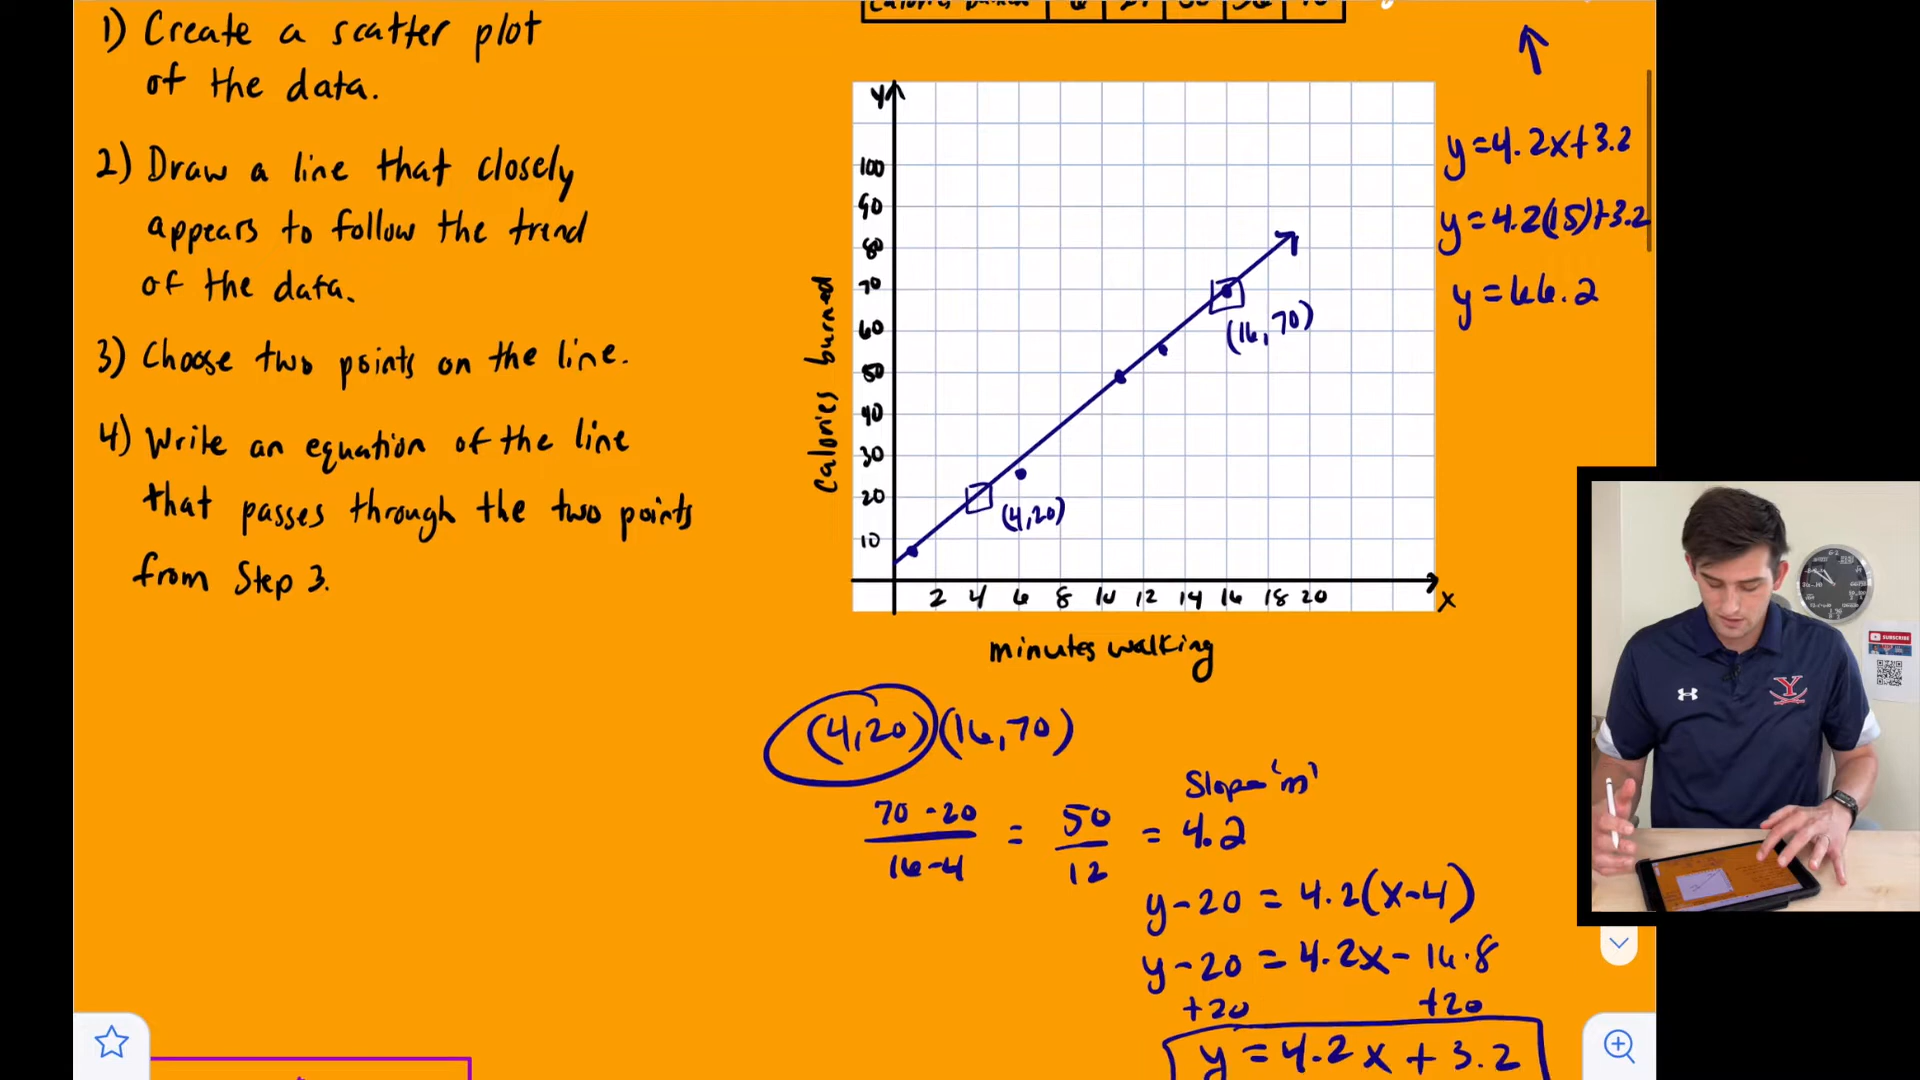 1) Create a scatter plot
of the data.
2) Draw a line that closely
appears to follow the trend
of the data.
3) Choose two points on the line.
4) Write an equation of the line
that passes through the two points
from Step 3.
y
100
90
80
70
60
50
40
30
20
10
calories burned
(16,70)
(4,20)
2 4 6 8 10 12 14 16 18 20
x
minutes walking
y=4.2x+3.2
y=4.2(15)+3.2
y=66.2
(4,20)(16,70)
Slope 'm'
70-20
16-4
= 50
12
= 4.2
y-20 = 4.2(x-4)
y-20 = 4.2x-16.8
+20 +20
y = 4.2x+3.2
Y
SUBSCRIBE